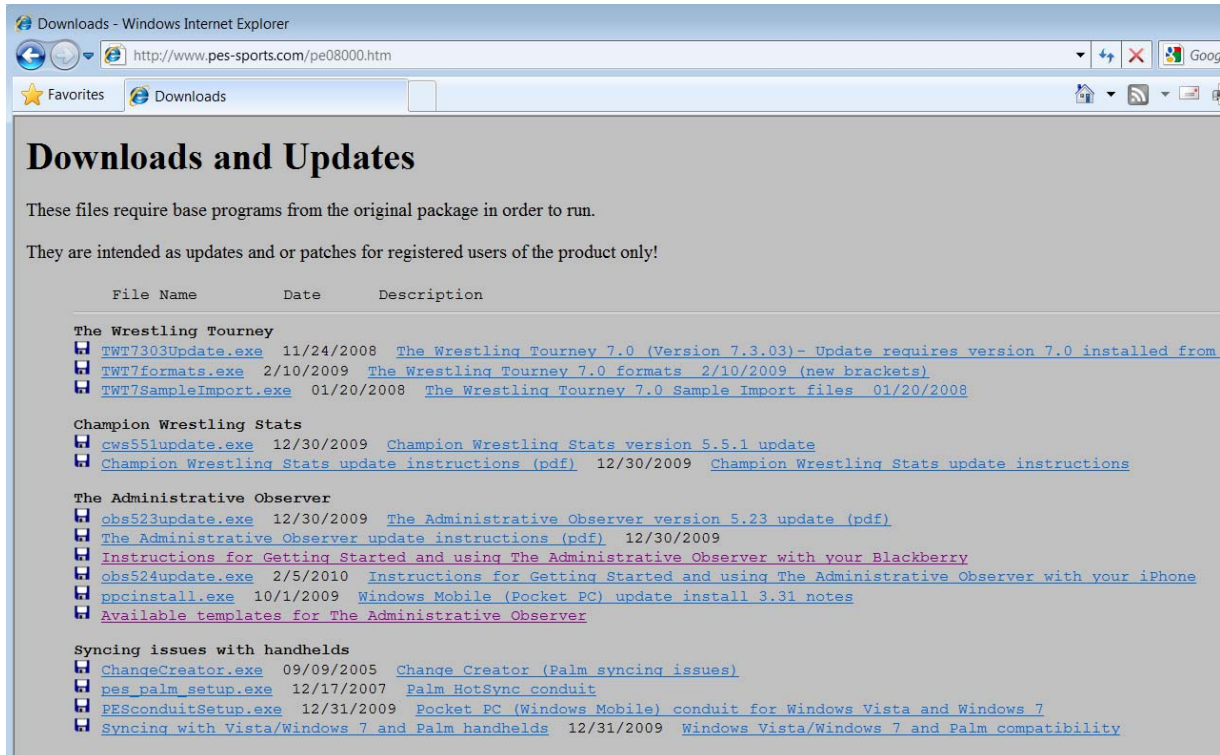 Downloads - Windows Internet Explorer
http://www.pes-sports.com/pe08000.htm
Goog
Favorites Downloads
Downloads and Updates
These files require base programs from the original package in order to run.
They are intended as updates and or patches for registered users of the product only!
File Name Date Description
The Wrestling Tourney
TWT7303Update.exe 11/24/2008 The Wrestling Tourney 7.0 (Version 7.3.03)- Update requires version 7.0 installed from
TWT7formats.exe 2/10/2009 The Wrestling Tourney 7.0 formats 2/10/2009 (new brackets)
TWT7SampleImport.exe 01/20/2008 The Wrestling Tourney 7.0 Sample Import files 01/20/2008
Champion Wrestling Stats
cws551update.exe 12/30/2009 Champion Wrestling Stats version 5.5.1 update
Champion Wrestling Stats update instructions (pdf) 12/30/2009 Champion Wrestling Stats update instructions
The Administrative Observer
obs523update.exe 12/30/2009 The Administrative Observer version 5.23 update (pdf)
The Administrative Observer update instructions (pdf) 12/30/2009
Instructions for Getting Started and using The Administrative Observer with your Blackberry
obs524update.exe 2/5/2010 Instructions for Getting Started and using The Administrative Observer with your iPhone
ppcinstall.exe 10/1/2009 Windows Mobile (Pocket PC) update install 3.31 notes
Available templates for The Administrative Observer
Syncing issues with handhelds
ChangeCreator.exe 09/09/2005 Change Creator (Palm syncing issues)
pes_palm_setup.exe 12/17/2007 Palm HotSync conduit
PESconduitSetup.exe 12/31/2009 Pocket PC (Windows Mobile) conduit for Windows Vista and Windows 7
Syncing with Vista/Windows 7 and Palm handhelds 12/31/2009 Windows Vista/Windows 7 and Palm compatibility